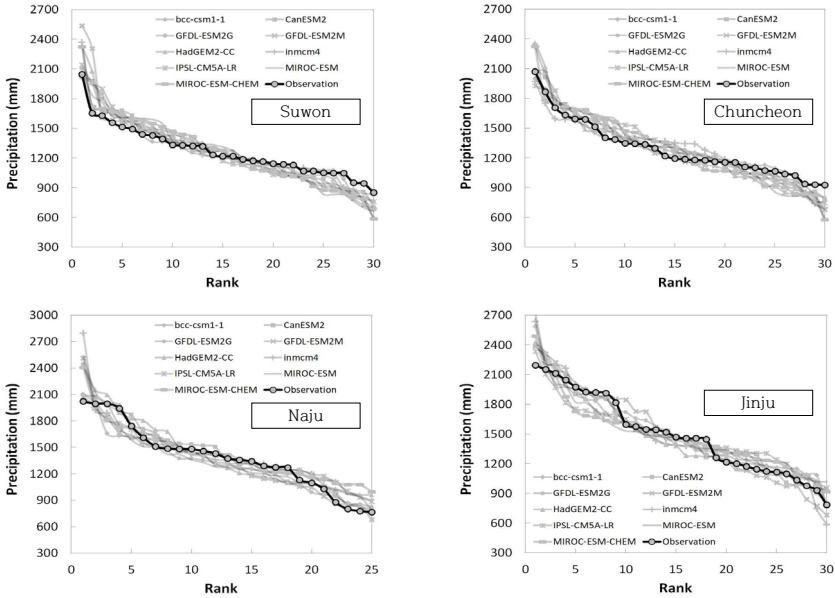 2700
2400
2100
1800
1500
1200
900
600
300
Precipitation (mm)
bcc-csm1-1 CanESM2
GFDL-ESM2G GFDL-ESM2M
HadGEM2-CC inmcm4
IPSL-CM5A-LR MIROC-ESM
MIROC-ESM-CHEM Observation
Suwon
0 5 10 15 20 25 30
Rank
2700
2400
2100
1800
1500
1200
900
600
300
Precipitation (mm)
bcc-csm1-1 CanESM2
GFDL-ESM2G GFDL-ESM2M
HadGEM2-CC inmcm4
IPSL-CM5A-LR MIROC-ESM
MIROC-ESM-CHEM Observation
Chuncheon
0 5 10 15 20 25 30
Rank
3000
2700
2400
2100
1800
1500
1200
900
600
300
Precipitation (mm)
bcc-csm1-1 CanESM2
GFDL-ESM2G GFDL-ESM2M
HadGEM2-CC inmcm4
IPSL-CM5A-LR MIROC-ESM
MIROC-ESM-CHEM Observation
Naju
0 5 10 15 20 25
Rank
2700
2400
2100
1800
1500
1200
900
600
300
Precipitation (mm)
Jinju
bcc-csm1-1 CanESM2
GFDL-ESM2G GFDL-ESM2M
HadGEM2-CC inmcm4
IPSL-CM5A-LR MIROC-ESM
MIROC-ESM-CHEM Observation
0 5 10 15 20 25 30
Rank